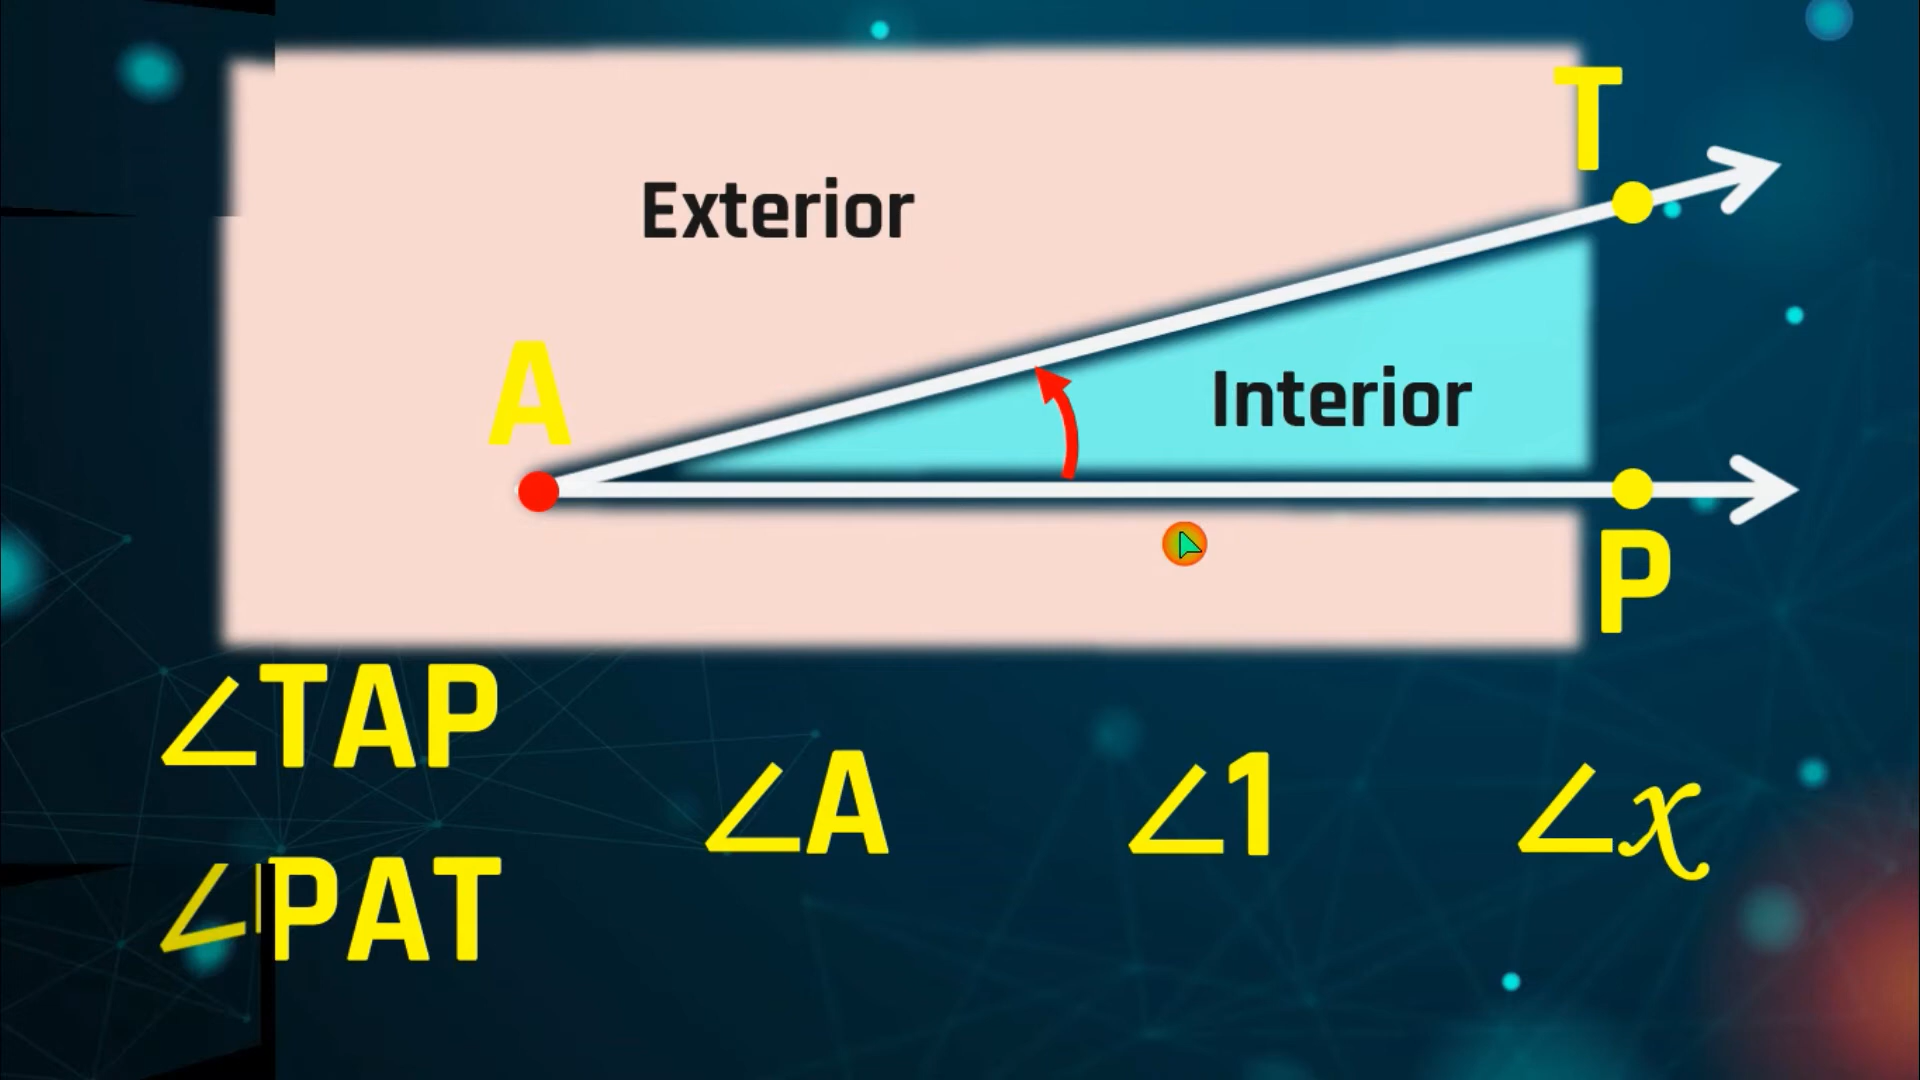 T
Exterior
A
Interior
P
∠TAP
∠A ∠1 ∠x
∠PAT